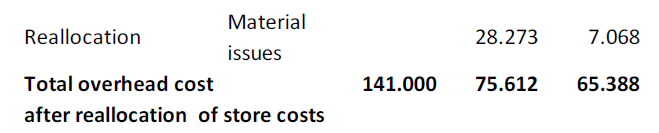 Reallocation Material issues 28.273 7.068
Total overhead cost 141.000 75.612 65.388
after reallocation of store costs